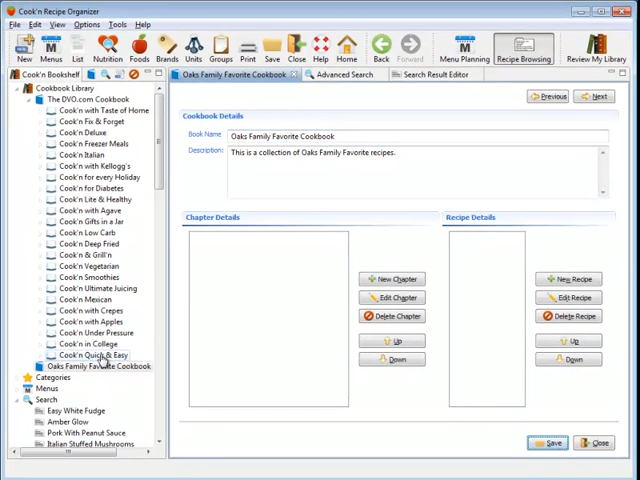 Cook'n Recipe Organizer
File Edit View Options Tools Help
New Menus List Nutrition Foods Brands Units Groups Print Save Close Help Home Back Forward Menu Planning Recipe Browsing Review My Library
Cook'n Bookshelf
Oaks Family Favorite Cookbook Advanced Search Search Result Editor
Cookbook Library
The DVO.com Cookbook
Cook'n with Taste of Home
Cook'n Fix & Forget
Cook'n Deluxe
Cook'n Freezer Meals
Cook'n Italian
Cook'n with Kellogg's
Cook'n for every Holiday
Cook'n for Diabetes
Cook'n Lite & Healthy
Cook'n with Agave
Cook'n Gifts in a Jar
Cook'n Low Carb
Cook'n Deep Fried
Cook'n & Grill'n
Cook'n Vegetarian
Cook'n Smoothies
Cook'n Ultimate Juicing
Cook'n Mexican
Cook'n with Crepes
Cook'n with Apples
Cook'n Under Pressure
Cook'n in College
Cook'n Quick & Easy
Oaks Family Favorite Cookbook
Categories
Menus
Search
Easy White Fudge
Amber Glow
Pork With Peanut Sauce
Italian Stuffed Mushrooms
Previous Next
Cookbook Details
Book Name: Oaks Family Favorite Cookbook
Description: This is a collection of Oaks Family Favorite recipes.
Chapter Details Recipe Details
New Chapter New Recipe
Edit Chapter Edit Recipe
Delete Chapter Delete Recipe
Up Up
Down Down
Save Close